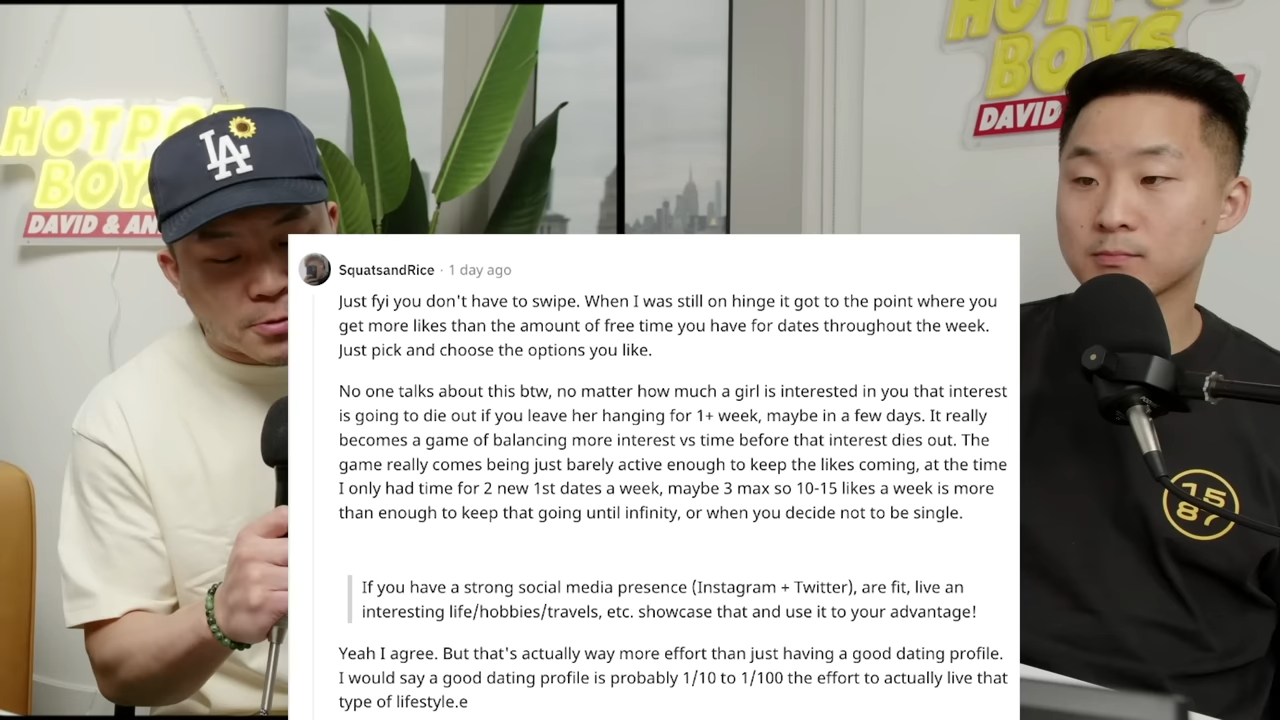 HOTPO
BOYS
DAVID & AN
LA
HOTPO
BOYS
DAVID
SquatsandRice · 1 day ago
Just fyi you don't have to swipe. When I was still on hinge it got to the point where you
get more likes than the amount of free time you have for dates throughout the week.
Just pick and choose the options you like.
No one talks about this btw, no matter how much a girl is interested in you that interest
is going to die out if you leave her hanging for 1+ week, maybe in a few days. It really
becomes a game of balancing more interest vs time before that interest dies out. The
game really comes being just barely active enough to keep the likes coming, at the time
I only had time for 2 new 1st dates a week, maybe 3 max so 10-15 likes a week is more
than enough to keep that going until infinity, or when you decide not to be single.
If you have a strong social media presence (Instagram + Twitter), are fit, live an
interesting life/hobbies/travels, etc. showcase that and use it to your advantage!
Yeah I agree. But that's actually way more effort than just having a good dating profile.
I would say a good dating profile is probably 1/10 to 1/100 the effort to actually live that
type of lifestyle.e
15
87